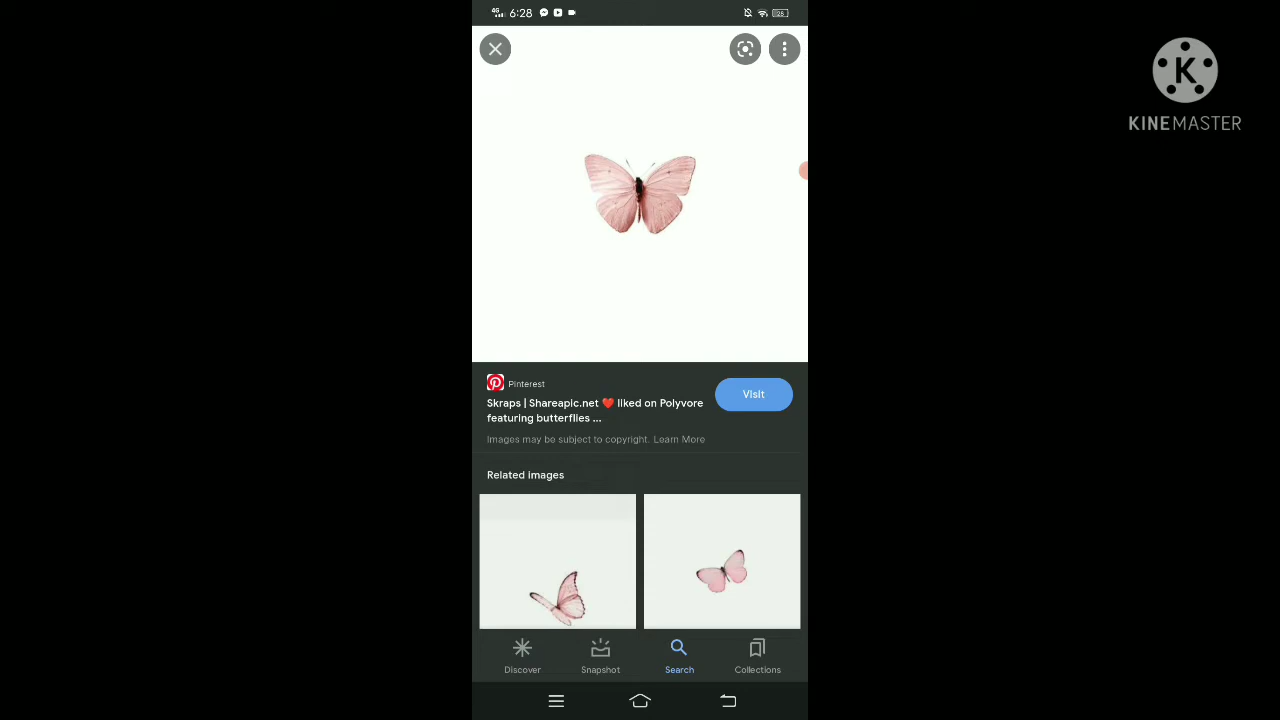 4G 6:28
KINEMASTER
Pinterest
Skraps | Shareapic.net ❤️ liked on Polyvore
featuring butterflies ...
Visit
Images may be subject to copyright. Learn More
Related images
Discover Snapshot Search Collections